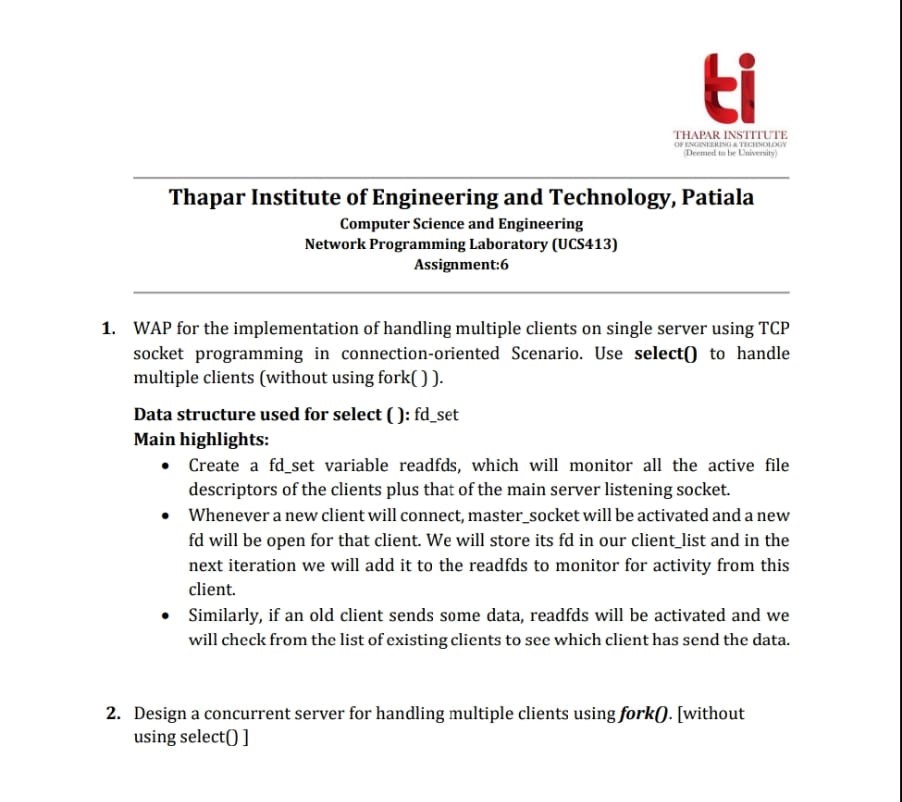 ti
THAPAR INSTITUTE
OF ENGINEERING & TECHNOLOGY
(Deemed to be University)
Thapar Institute of Engineering and Technology, Patiala
Computer Science and Engineering
Network Programming Laboratory (UCS413)
Assignment:6
1. WAP for the implementation of handling multiple clients on single server using TCP
socket programming in connection-oriented Scenario. Use select() to handle
multiple clients (without using fork( ) ).
Data structure used for select ( ): fd_set
Main highlights:
• Create a fd_set variable readfds, which will monitor all the active file
descriptors of the clients plus that of the main server listening socket.
• Whenever a new client will connect, master_socket will be activated and a new
fd will be open for that client. We will store its fd in our client_list and in the
next iteration we will add it to the readfds to monitor for activity from this
client.
• Similarly, if an old client sends some data, readfds will be activated and we
will check from the list of existing clients to see which client has send the data.
2. Design a concurrent server for handling multiple clients using fork(). [without
using select() ]